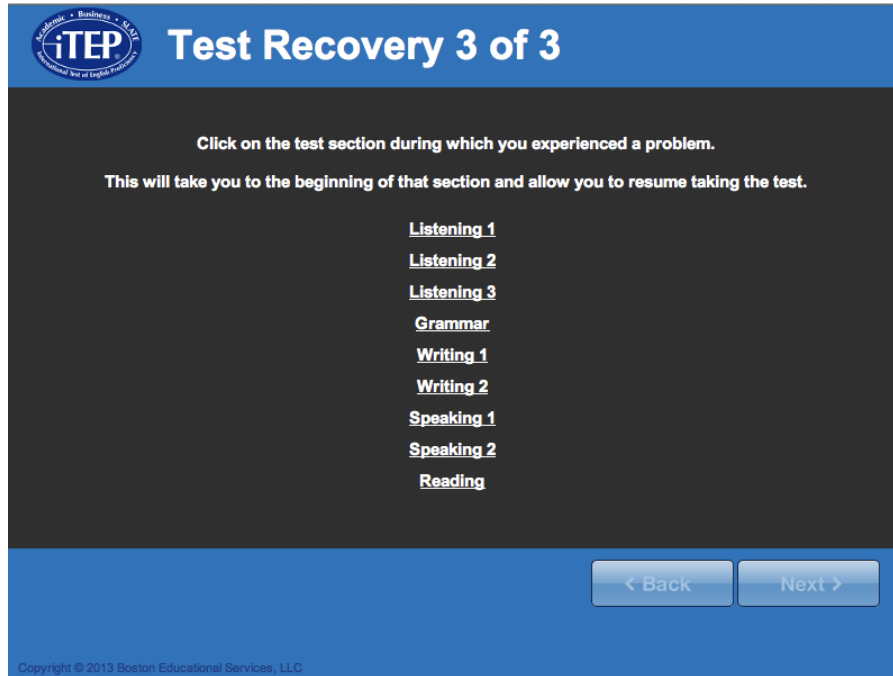 Academic • Business • SLATE
iTEP®
International Test of English Proficiency
Test Recovery 3 of 3
Click on the test section during which you experienced a problem.
This will take you to the beginning of that section and allow you to resume taking the test.
Listening 1
Listening 2
Listening 3
Grammar
Writing 1
Writing 2
Speaking 1
Speaking 2
Reading
< Back
Next >
Copyright © 2013 Boston Educational Services, LLC